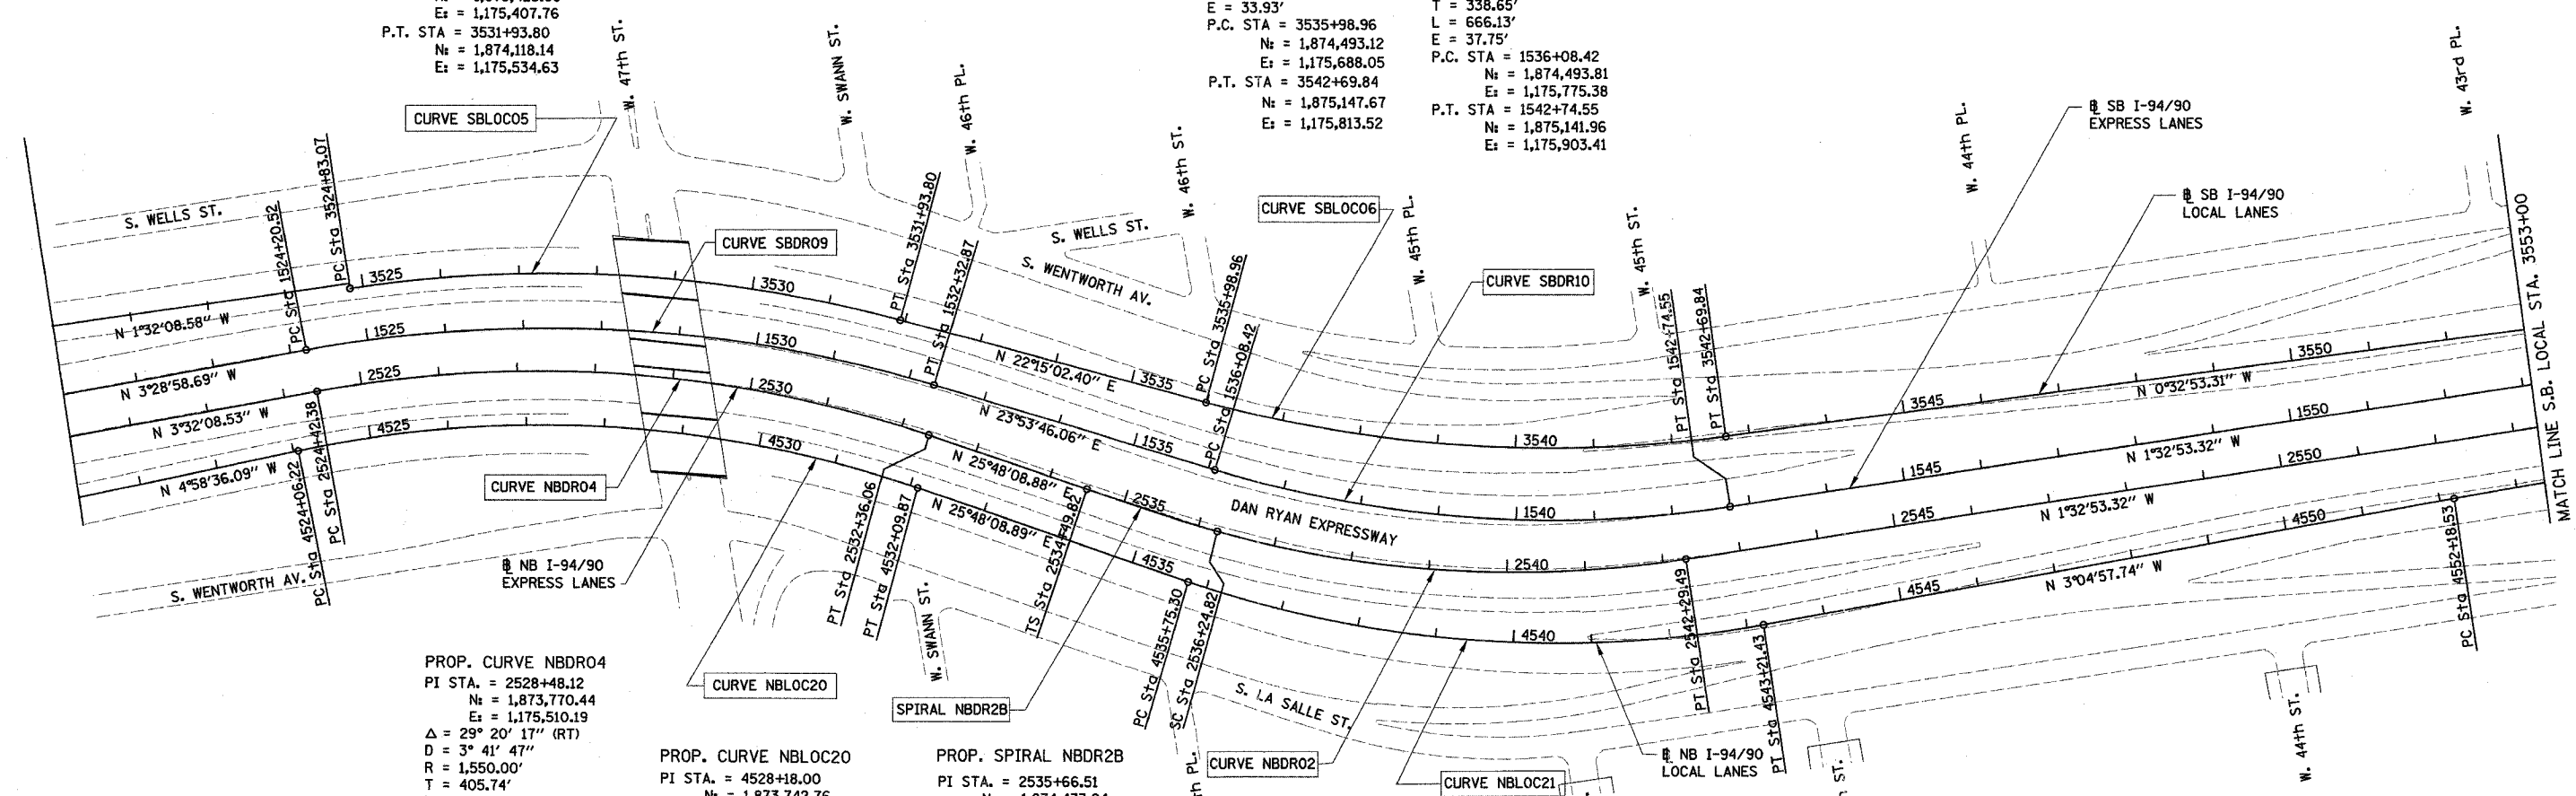 E: = 1,175,407.76
P.T. STA = 3531+93.80
N: = 1,874,118.14
E: = 1,175,534.63
E = 33.93'
P.C. STA = 3535+98.96
N: = 1,874,493.12
E: = 1,175,688.05
P.T. STA = 3542+69.84
N: = 1,875,147.67
E: = 1,175,813.52
T = 338.65'
L = 666.13'
E = 37.75'
P.C. STA = 1536+08.42
N: = 1,874,493.81
E: = 1,175,775.38
P.T. STA = 1542+74.55
N: = 1,875,141.96
E: = 1,175,903.41
W. 47th ST.
W. SWANN ST.
W. 46th PL.
W. 46th ST.
W. 45th PL.
W. 45th ST.
W. 44th PL.
W. 43rd PL.
CURVE SBLOC05
CURVE SBDR09
CURVE SBLOC06
CURVE SBDR10
SB I-94/90
EXPRESS LANES
SB I-94/90
LOCAL LANES
S. WELLS ST.
S. WELLS ST.
S. WENTWORTH AV.
PC Sta 1524+20.52
PC Sta 3524+83.07
PT Sta 3531+93.80
PT Sta 1532+32.87
PC Sta 3535+98.96
PC Sta 1536+08.42
PT Sta 1542+74.55
PT Sta 3542+69.84
MATCH LINE S.B. LOCAL STA. 3553+00
N 1°32'08.58" W
3525
3530
N 22°15'02.40" E
3535
3540
3545
N 0°32'53.31" W
3550
N 3°28'58.69" W
1525
1530
N 23°53'46.06" E
1535
1540
1545
N 1°32'53.32" W
1550
N 3°32'08.53" W
2525
2530
N 25°48'08.88" E
2535
DAN RYAN EXPRESSWAY
2540
2545
N 1°32'53.32" W
2550
N 4°58'36.09" W
4525
4530
N 25°48'08.89" E
4535
4540
4545
N 3°04'57.74" W
4550
PC Sta 4524+06.22
PC Sta 2524+42.38
PT Sta 2532+36.06
PT Sta 4532+09.87
TS Sta 2534+49.82
PC Sta 4535+75.30
SC Sta 2536+24.82
PT Sta 2542+29.49
PT Sta 4543+21.43
PC Sta 4552+18.53
S. WENTWORTH AV.
CURVE NBDR04
NB I-94/90
EXPRESS LANES
CURVE NBLOC20
W. SWANN ST.
SPIRAL NBDR2B
S. LA SALLE ST.
CURVE NBDR02
CURVE NBLOC21
NB I-94/90
LOCAL LANES
W. 44th ST.
PROP. CURVE NBDR04
PI STA. = 2528+48.12
N: = 1,873,770.44
E: = 1,175,510.19
Δ = 29° 20' 17" (RT)
D = 3° 41' 47"
R = 1,550.00'
T = 405.74'
PROP. CURVE NBLOC20
PI STA. = 4528+18.00
PROP. SPIRAL NBDR2B
PI STA. = 2535+66.51